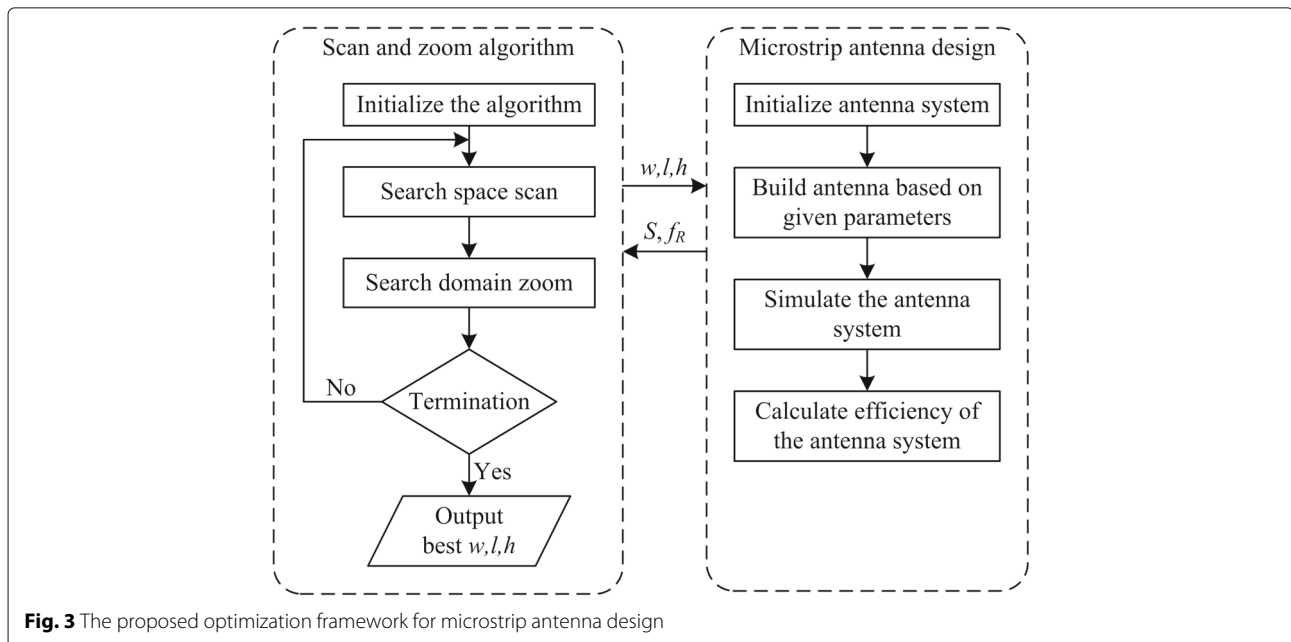 Scan and zoom algorithm
Initialize the algorithm
Search space scan
Search domain zoom
No
Termination
Yes
Output
best w,l,h
w,l,h
S, f_R
Microstrip antenna design
Initialize antenna system
Build antenna based on
given parameters
Simulate the antenna
system
Calculate efficiency of
the antenna system
Fig. 3 The proposed optimization framework for microstrip antenna design